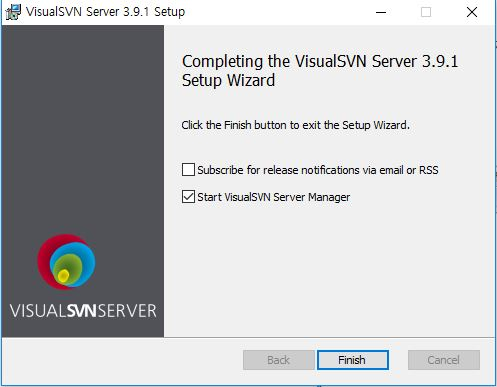 VisualSVN Server 3.9.1 Setup
Completing the VisualSVN Server 3.9.1
Setup Wizard
Click the Finish button to exit the Setup Wizard.
Subscribe for release notifications via email or RSS
Start VisualSVN Server Manager
VISUALSVNSERVER
Back
Finish
Cancel